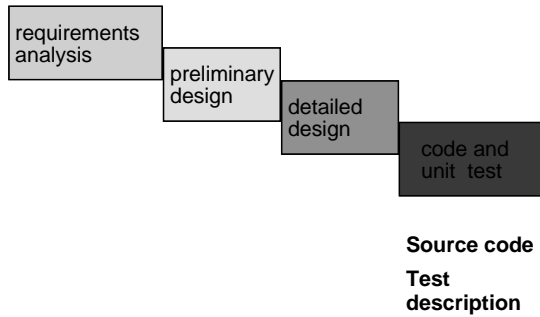 requirements
analysis
preliminary
design
detailed
design
code and
unit test
Source code
Test
description